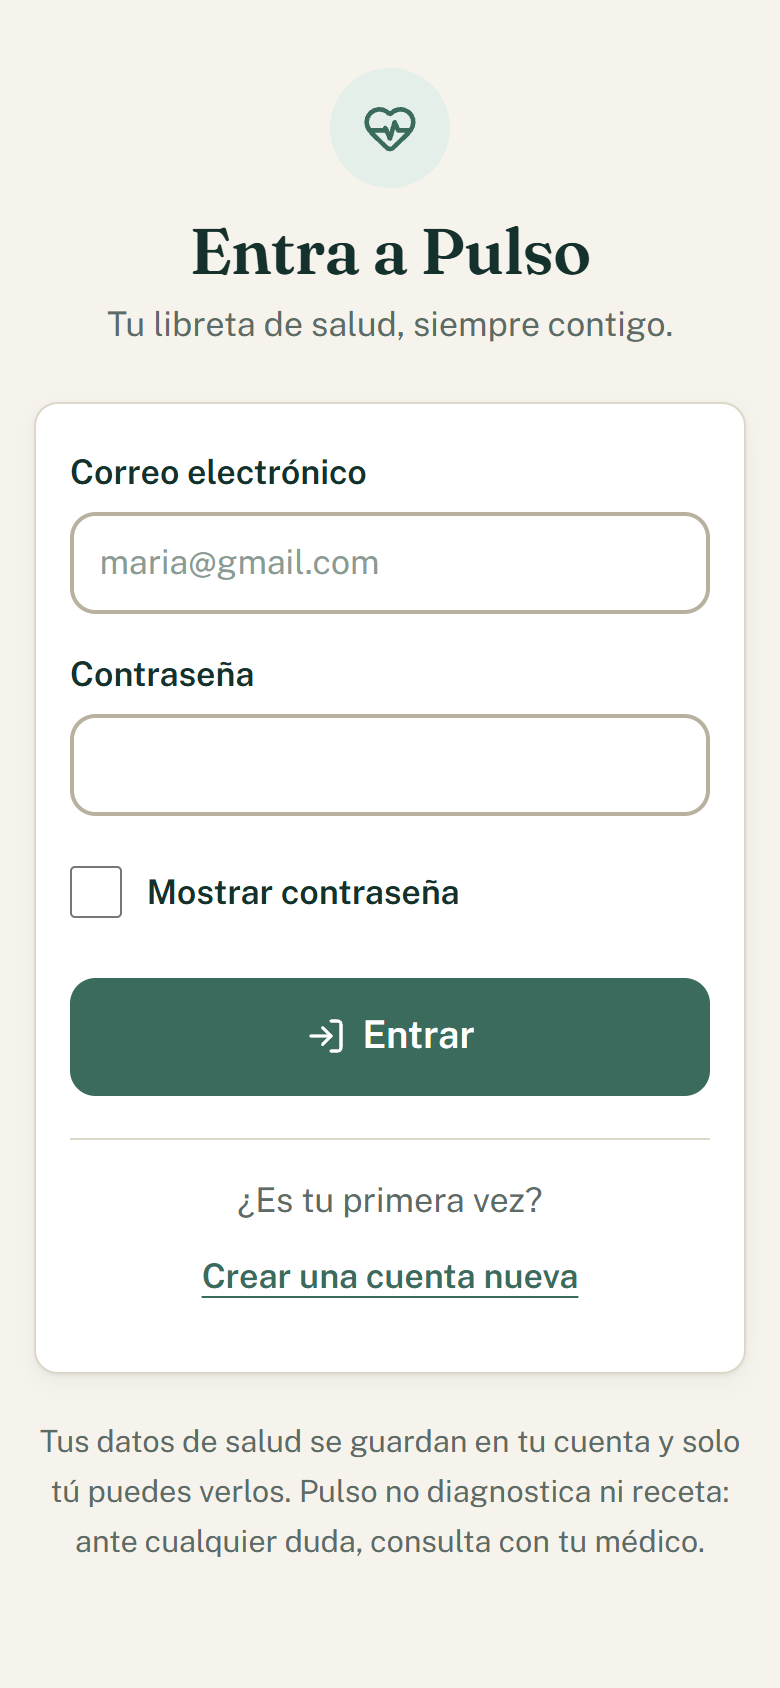 Entra a Pulso
Tu libreta de salud, siempre contigo.
Correo electrónico
maria@gmail.com
Contraseña
Mostrar contraseña
Entrar
¿Es tu primera vez?
Crear una cuenta nueva
Tus datos de salud se guardan en tu cuenta y solo
tú puedes verlos. Pulso no diagnostica ni receta:
ante cualquier duda, consulta con tu médico.